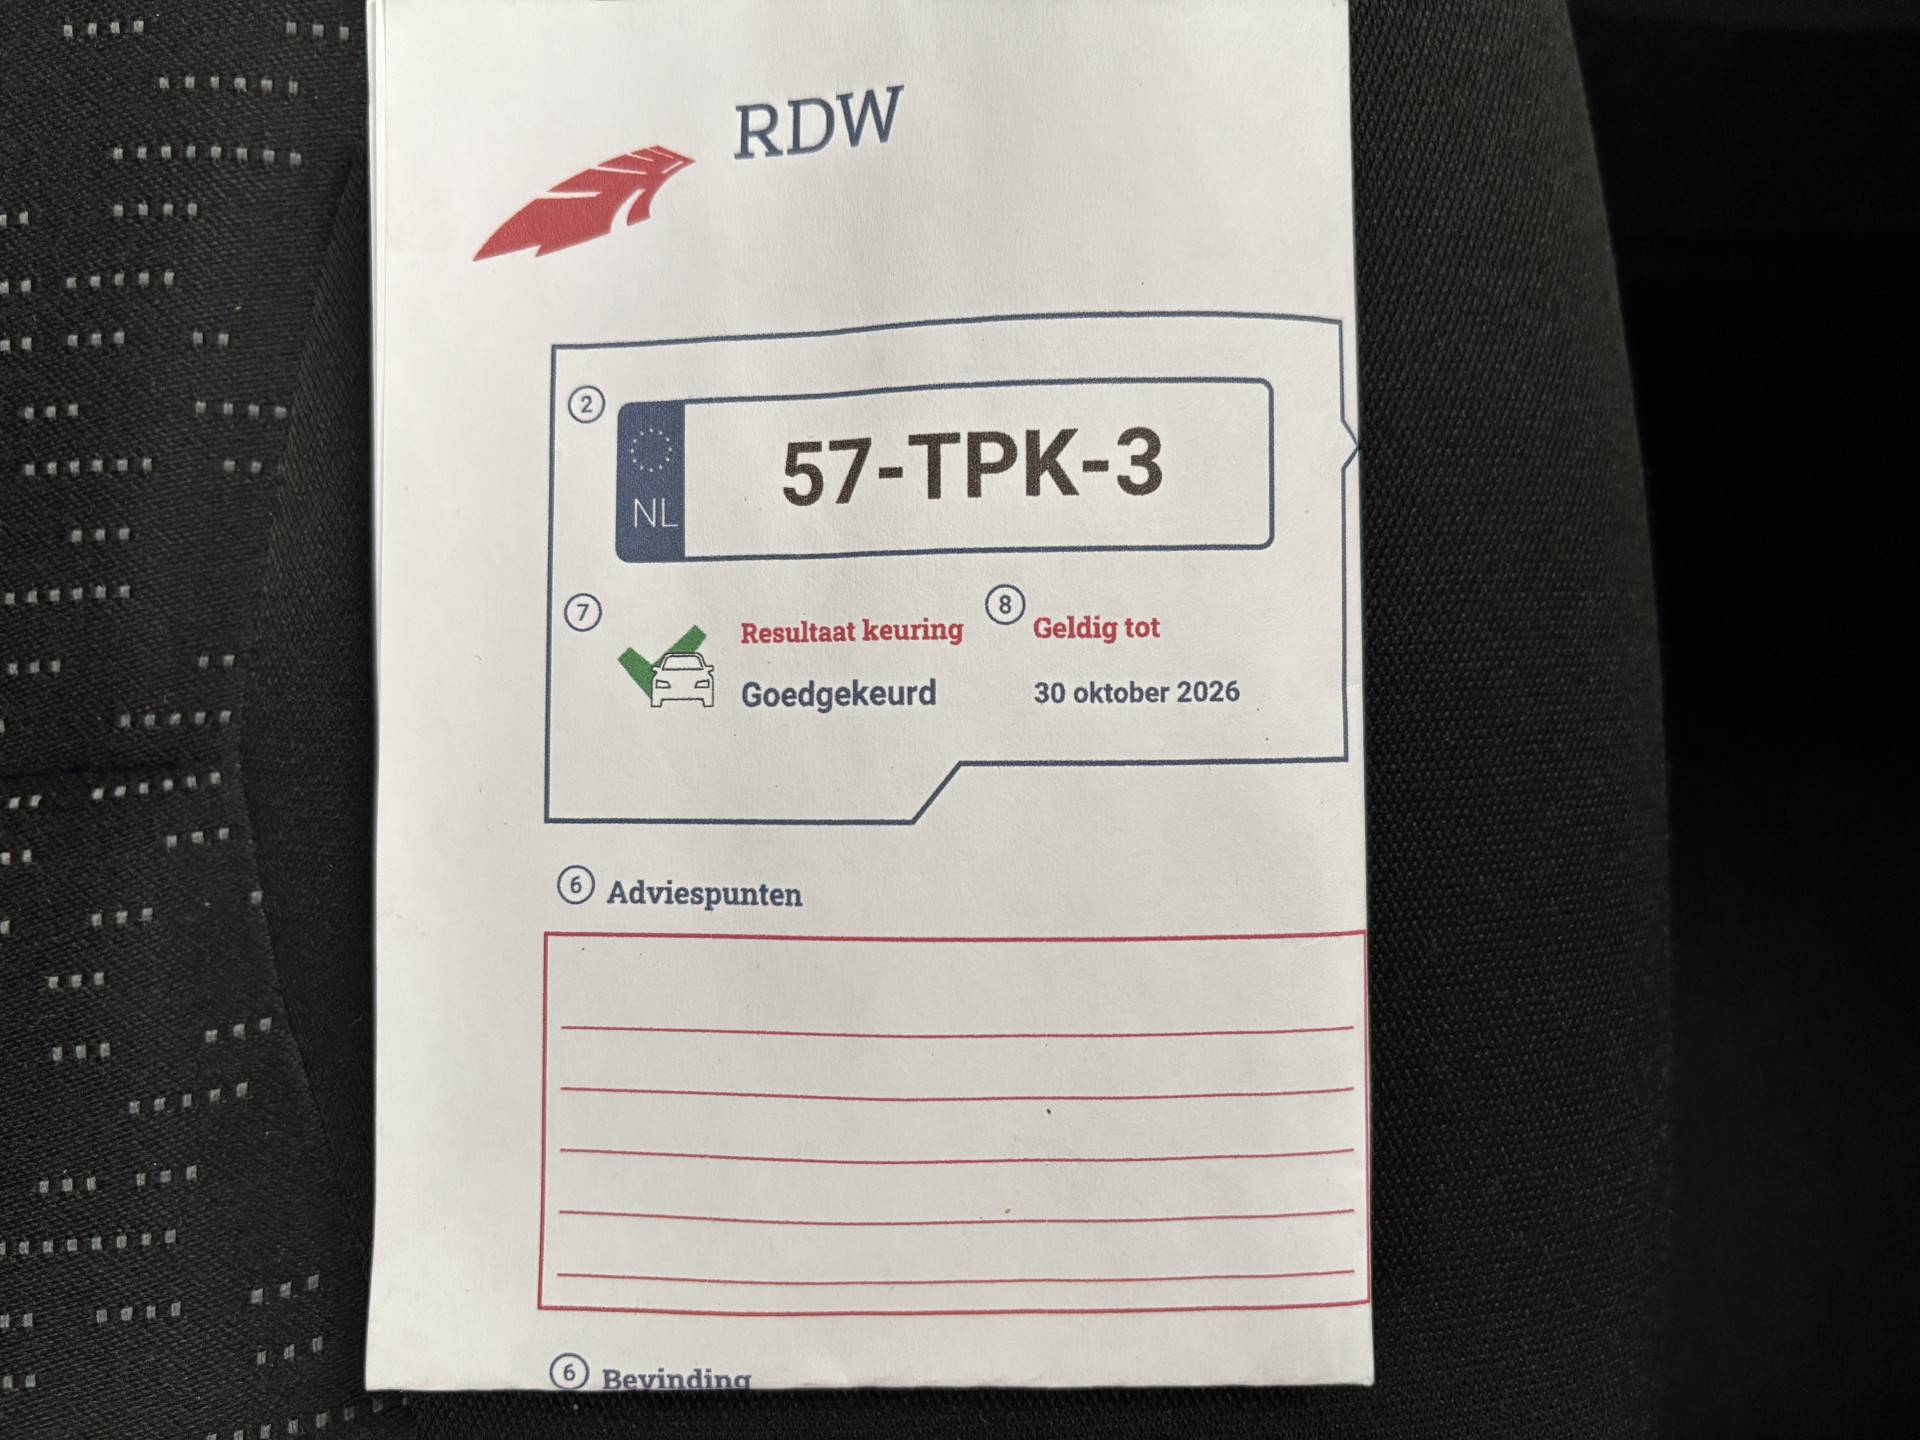 RDW
2
NL
57-TPK-3
7
Resultaat keuring
8
Geldig tot
Goedgekeurd
30 oktober 2026
6 Adviespunten
6 Bevinding